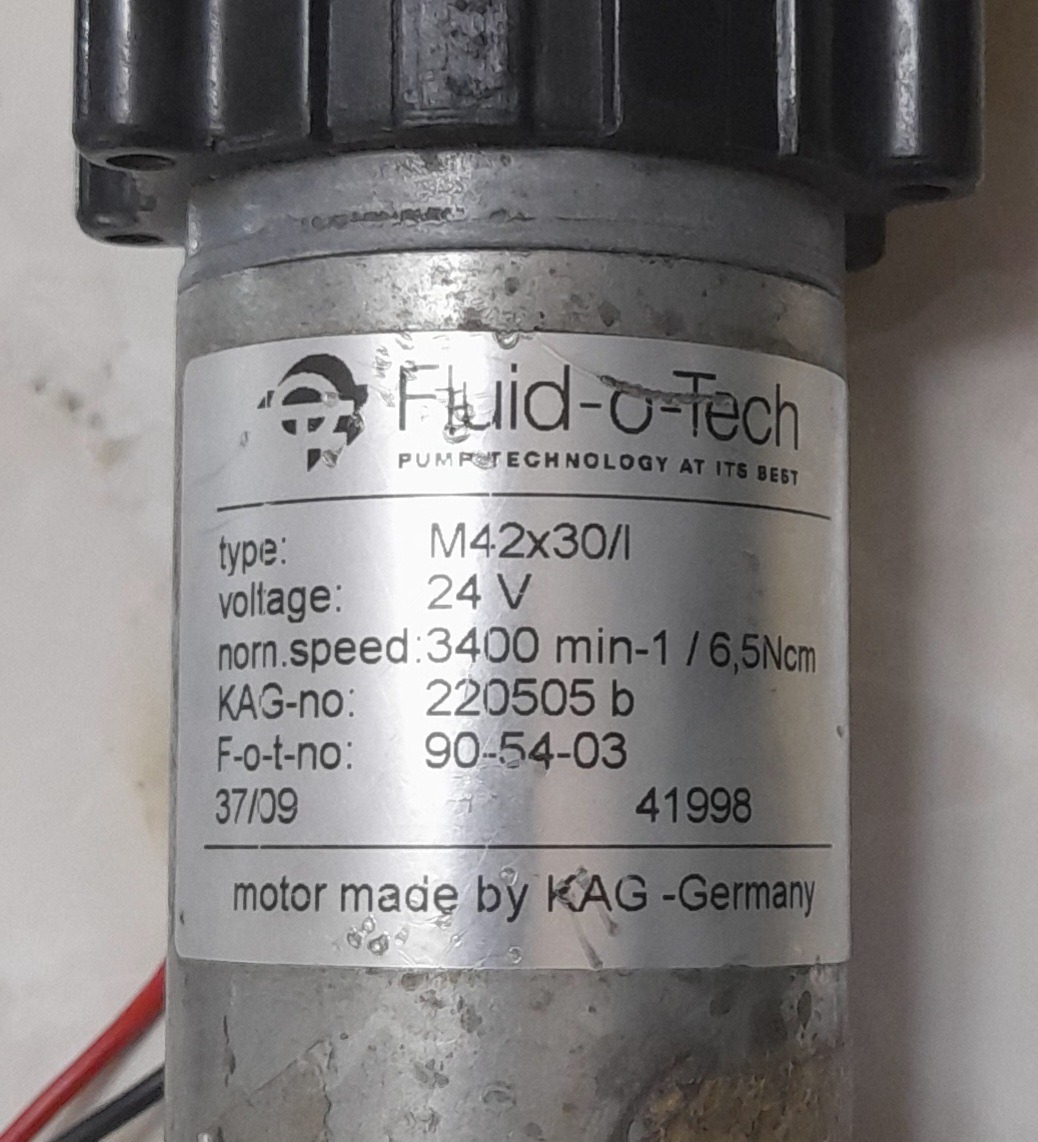 Fluid-o-Tech
PUMP TECHNOLOGY AT ITS BEST
type: M42x30/I
voltage: 24 V
nom.speed: 3400 min-1 / 6,5Ncm
KAG-no: 220505 b
F-o-t-no: 90-54-03
37/09 41998
motor made by KAG -Germany